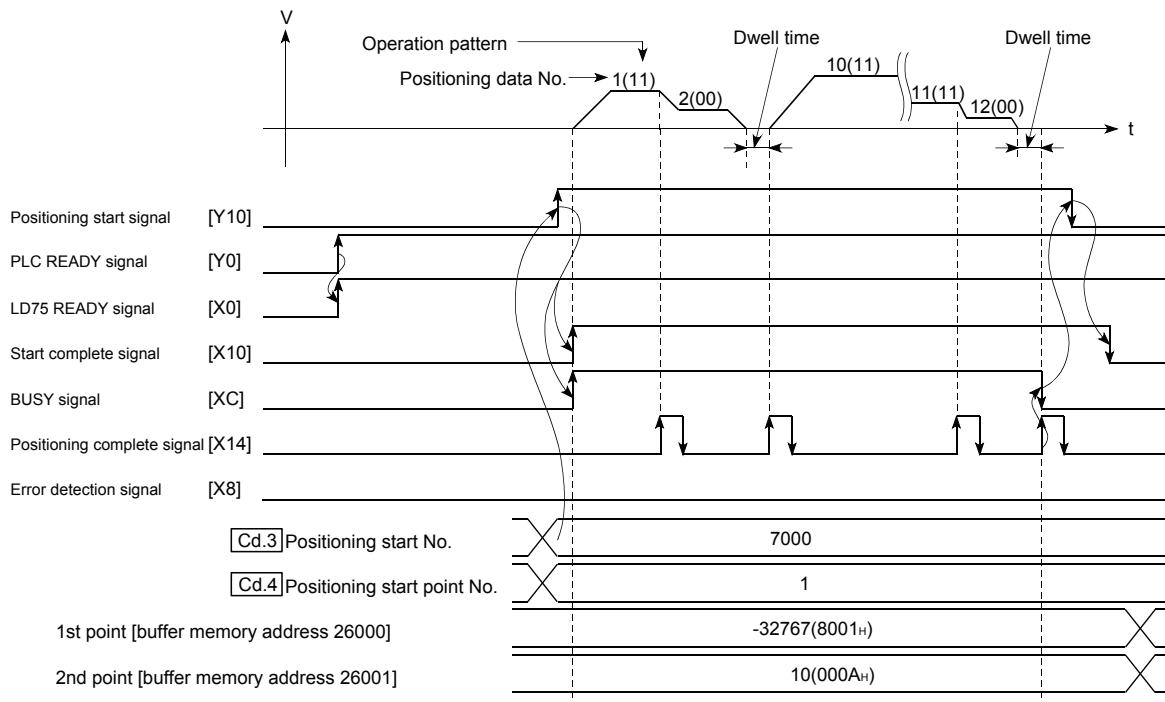 V
Operation pattern
Dwell time
Dwell time
Positioning data No.
1(11)
2(00)
10(11)
11(11)
12(00)
t
Positioning start signal [Y10]
PLC READY signal [Y0]
LD75 READY signal [X0]
Start complete signal [X10]
BUSY signal [XC]
Positioning complete signal [X14]
Error detection signal [X8]
Cd.3 Positioning start No. 7000
Cd.4 Positioning start point No. 1
1st point [buffer memory address 26000] -32767(8001H)
2nd point [buffer memory address 26001] 10(000AH)